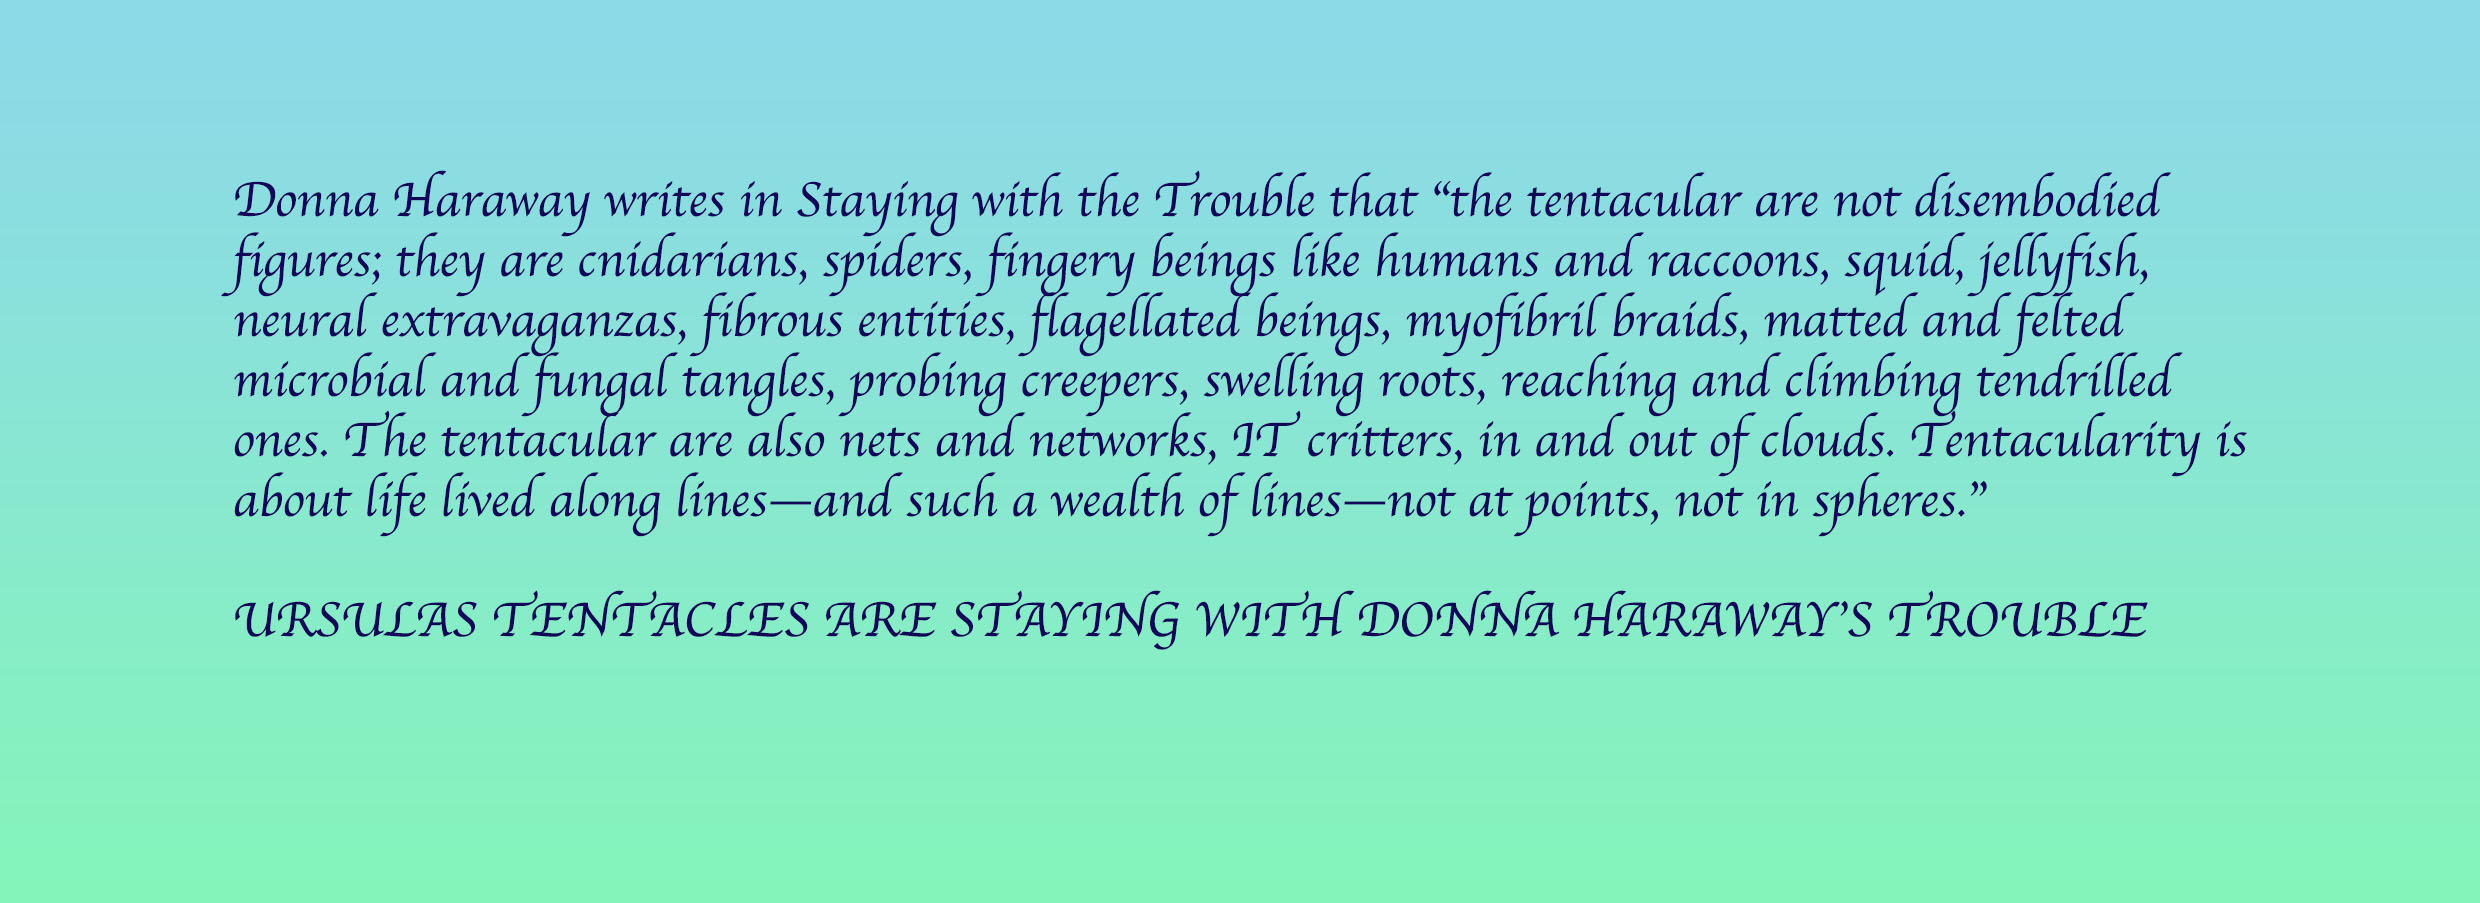 Donna Haraway writes in Staying with the Trouble that “the tentacular are not disembodied
figures; they are cnidarians, spiders, fingery beings like humans and raccoons, squid, jellyfish,
neural extravaganzas, fibrous entities, flagellated beings, myofibril braids, matted and felted
microbial and fungal tangles, probing creepers, swelling roots, reaching and climbing tendrilled
ones. The tentacular are also nets and networks, IT critters, in and out of clouds. Tentacularity is
about life lived along lines—and such a wealth of lines—not at points, not in spheres.”
URSULAS TENTACLES ARE STAYING WITH DONNA HARAWAY’S TROUBLE